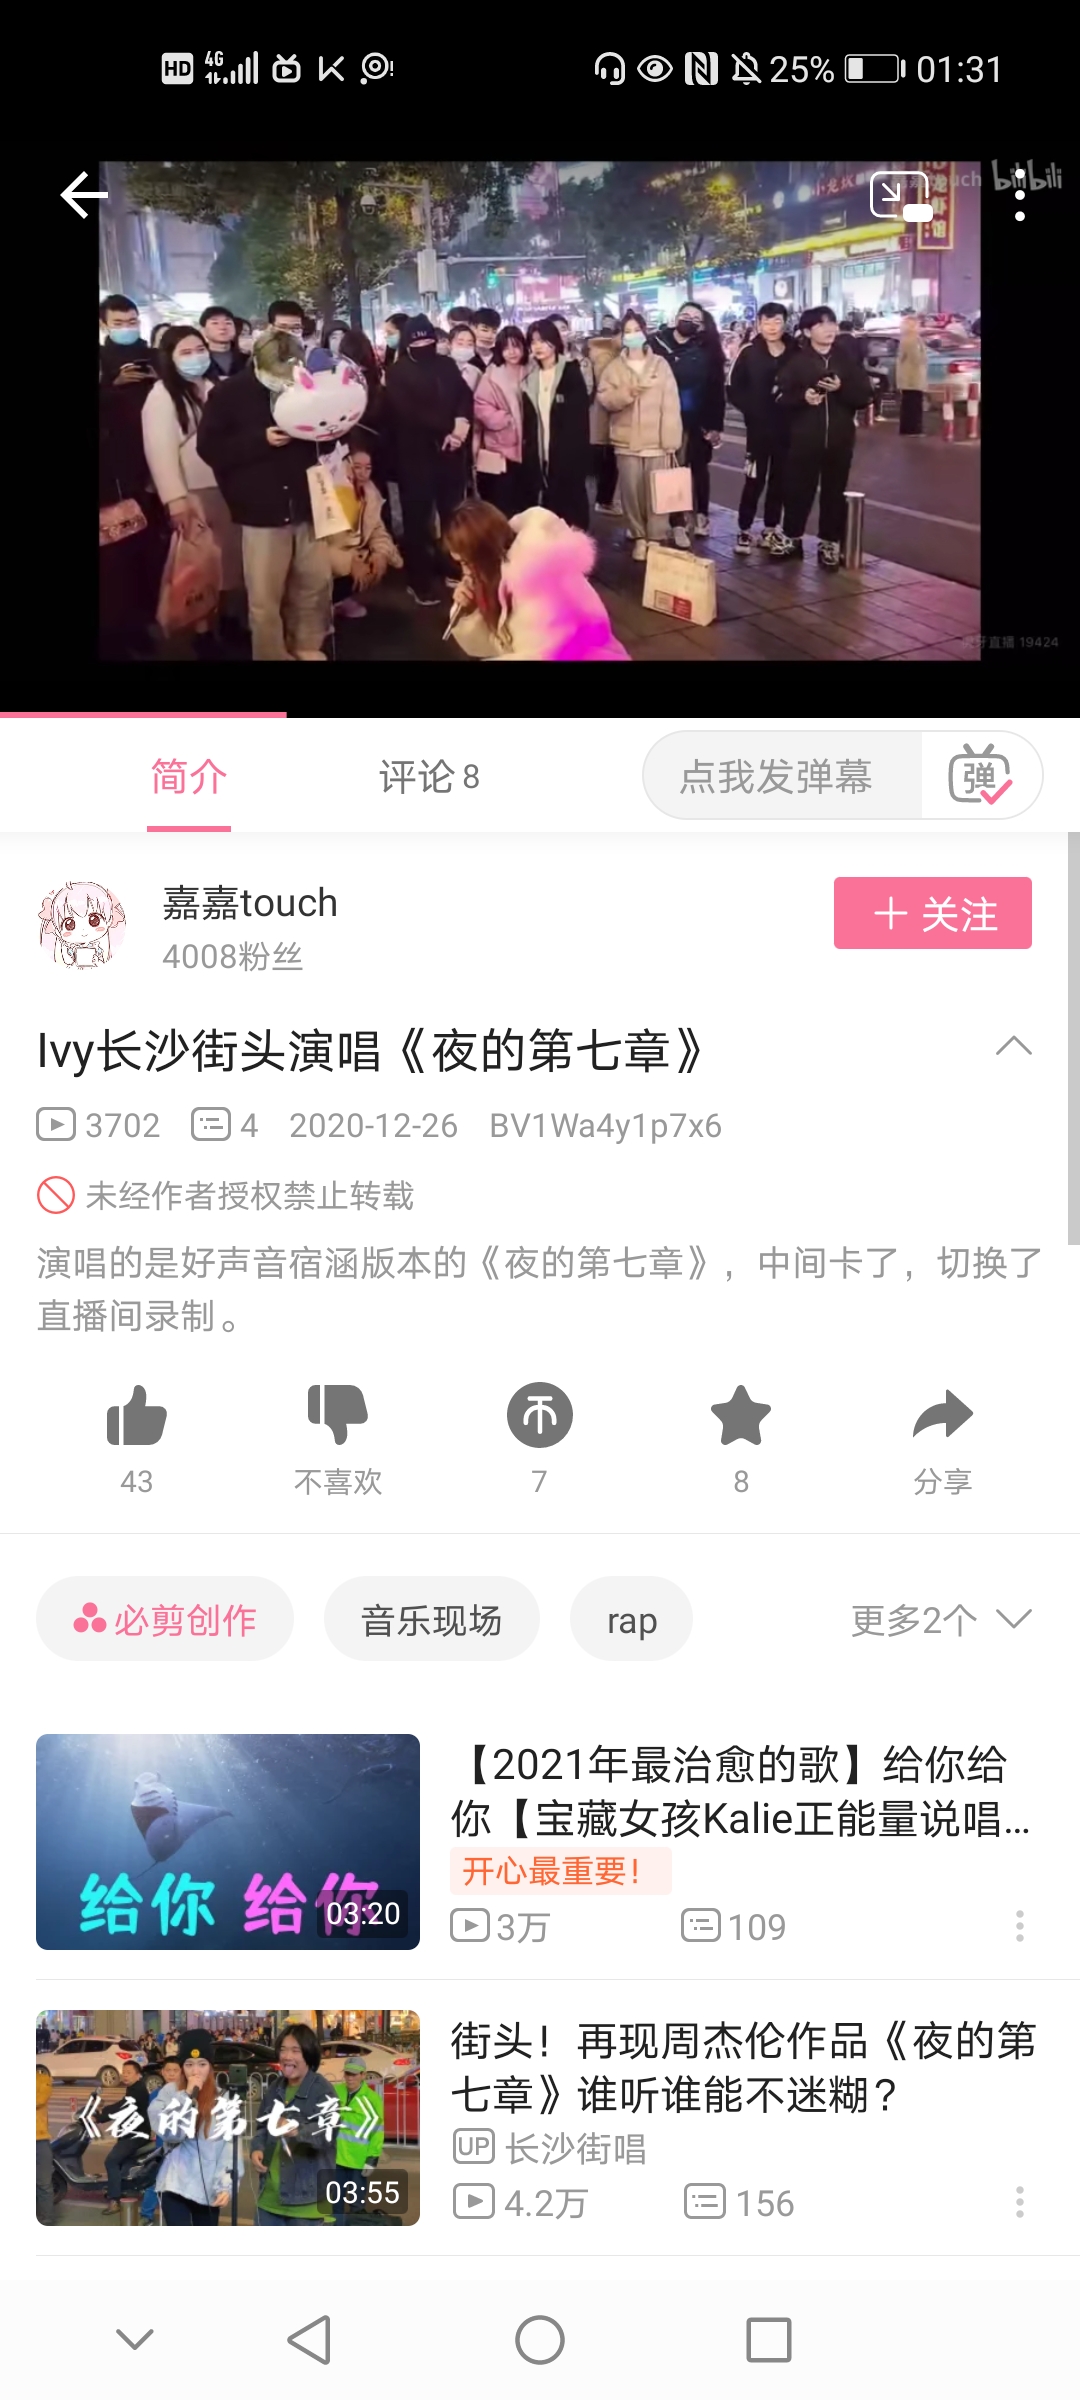 HD 4G 25% 01:31
bilibili
虎牙直播 19424
简介 评论 8 点我发弹幕 弹
嘉嘉touch
4008粉丝
+ 关注
Ivy长沙街头演唱《夜的第七章》
3702 4 2020-12-26 BV1Wa4y1p7x6
未经作者授权禁止转载
演唱的是好声音宿涵版本的《夜的第七章》，中间卡了，切换了
直播间录制。
43 不喜欢 7 8 分享
必剪创作 音乐现场 rap 更多2个
【2021年最治愈的歌】给你给
你【宝藏女孩Kalie正能量说唱...
开心最重要！
3万 109
给你 给你
03:20
街头！再现周杰伦作品《夜的第
七章》谁听谁能不迷糊？
UP 长沙街唱
4.2万 156
《夜的第七章》
03:55